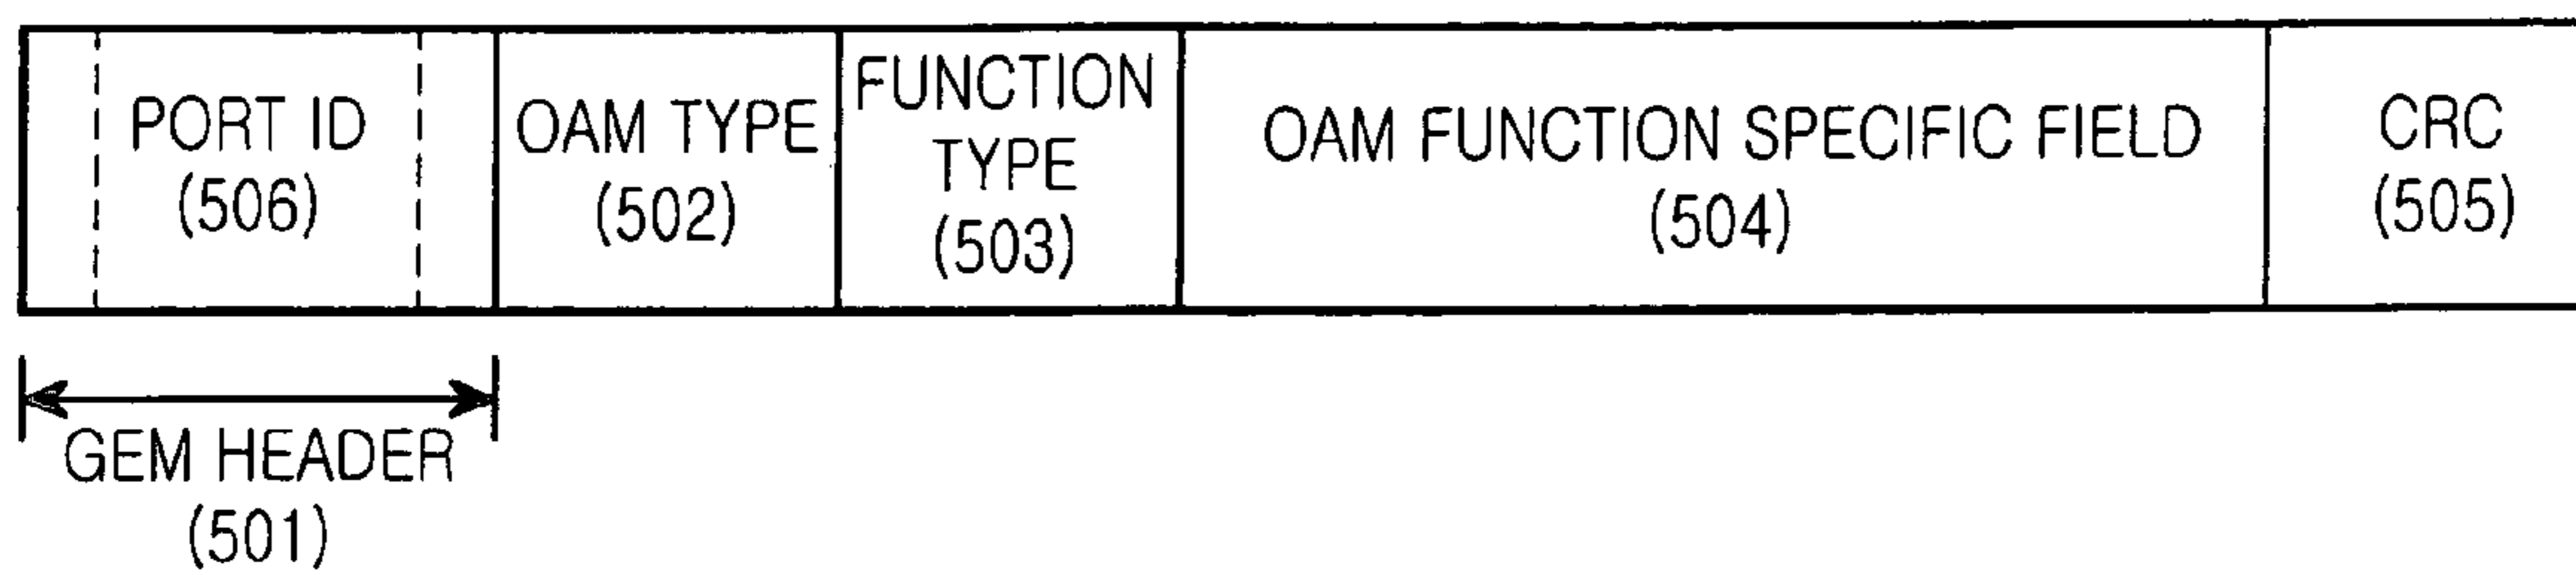 PORT ID
(506)
OAM TYPE
(502)
FUNCTION
TYPE
(503)
OAM FUNCTION SPECIFIC FIELD
(504)
CRC
(505)
GEM HEADER
(501)